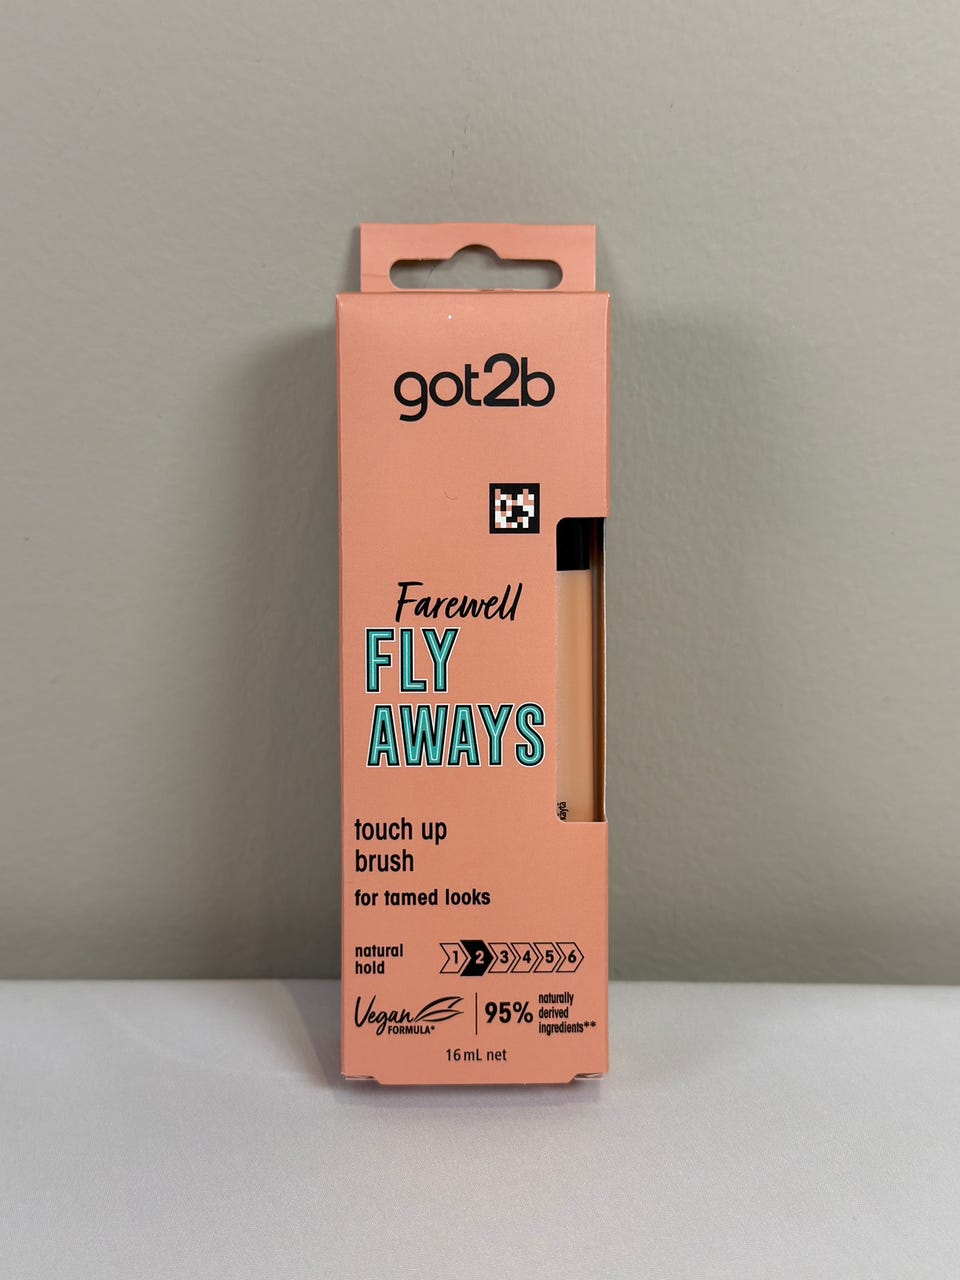 got2b
Farewell
FLY
AWAYS
touch up
brush
for tamed looks
natural
hold
1 2 3 4 5 6
Vegan
FORMULA*
95%
naturally
derived
ingredients**
16 mL net